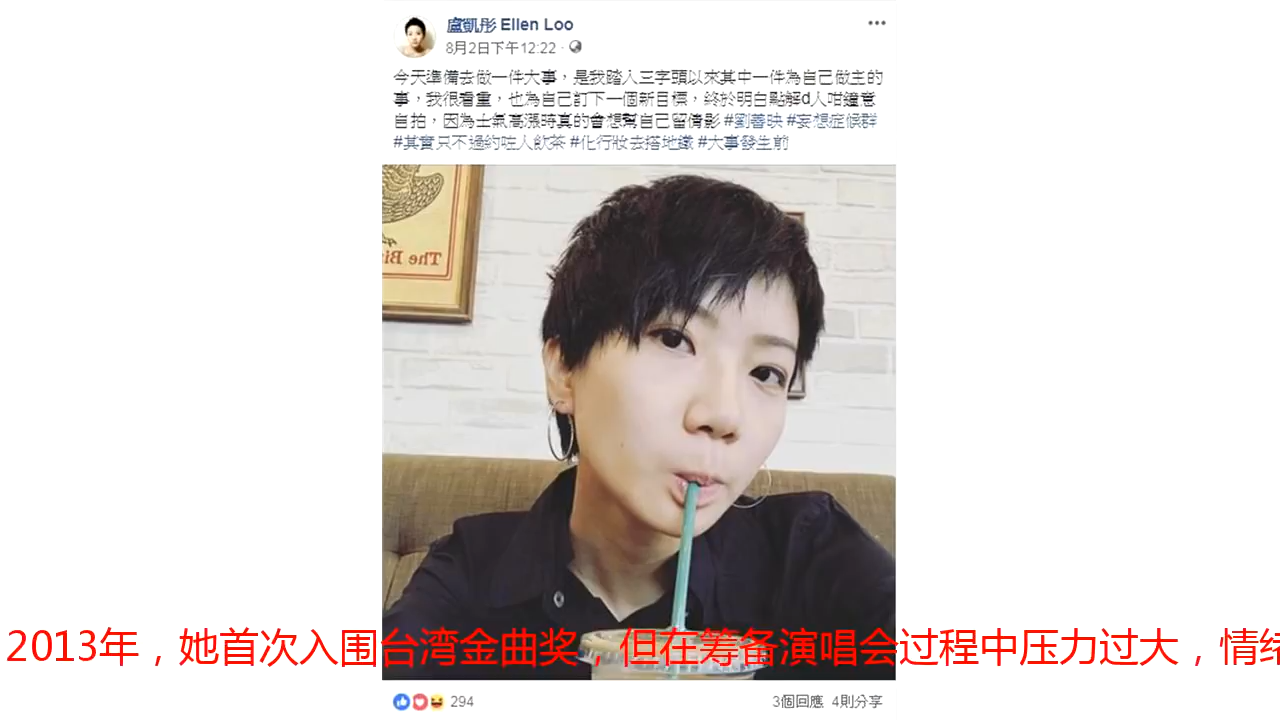 盧凱彤 Ellen Loo
8月2日下午12:22 ·
今天準備去做一件大事，是我踏入三字頭以來其中一件為自己做主的
事，我很看重，也為自己訂下一個新目標，終於明白點解d人咁鐘意
自拍，因為士氣高漲時真的會想幫自己留倩影 #劉善映 #妄想症候群
#其實只不過約咗人飲茶 #化行妝去搭地鐵 #大事發生前
The Bi
2013年，她首次入围台湾金曲奖，但在筹备演唱会过程中压力过大，情绪
294
3個回應 4則分享